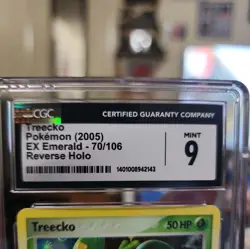 CGC CERTIFIED GUARANTY COMPANY
Treecko
Pokémon (2005)
EX Emerald - 70/106
Reverse Holo
1401008942143
MINT
9
Treecko 50 HP